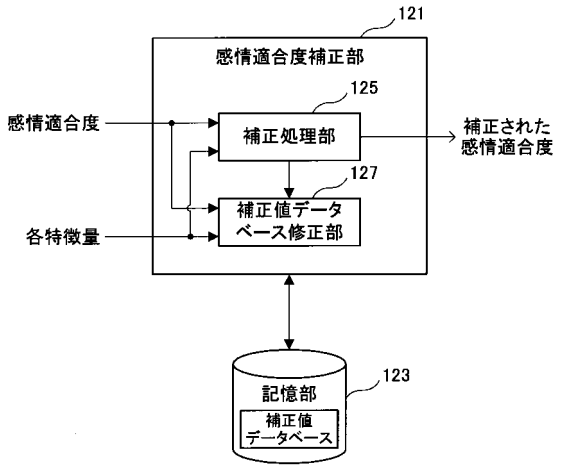 121
感情適合度補正部
125
感情適合度
補正処理部
補正された
感情適合度
127
補正値データ
ベース修正部
各特徴量
123
記憶部
補正値
データベース